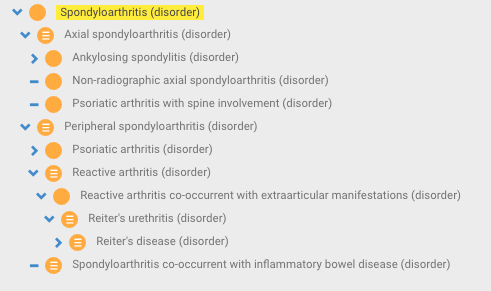 Spondyloarthritis (disorder)
Axial spondyloarthritis (disorder)
Ankylosing spondylitis (disorder)
Non-radiographic axial spondyloarthritis (disorder)
Psoriatic arthritis with spine involvement (disorder)
Peripheral spondyloarthritis (disorder)
Psoriatic arthritis (disorder)
Reactive arthritis (disorder)
Reactive arthritis co-occurrent with extraarticular manifestations (disorder)
Reiter's urethritis (disorder)
Reiter's disease (disorder)
Spondyloarthritis co-occurrent with inflammatory bowel disease (disorder)